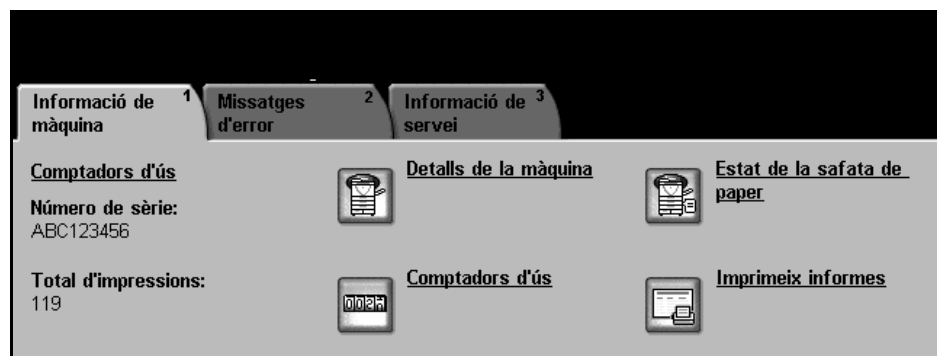 Informació de 1
màquina
Missatges 2
d'error
Informació de 3
servei
Comptadors d'ús
Número de sèrie:
ABC123456
Total d'impressions:
119
Detalls de la màquina
Comptadors d'ús
Estat de la safata de
paper
Imprimeix informes